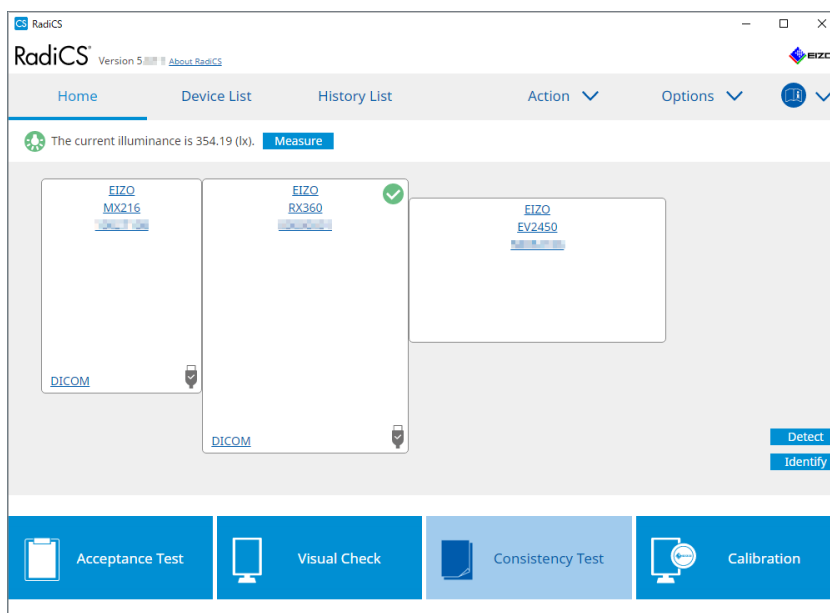 CS RadiCS
RadiCS Version 5. About RadiCS
EIZO
Home Device List History List Action Options
The current illuminance is 354.19 (lx). Measure
EIZO
MX216
DICOM
EIZO
RX360
DICOM
EIZO
EV2450
Detect
Identify
Acceptance Test Visual Check Consistency Test Calibration